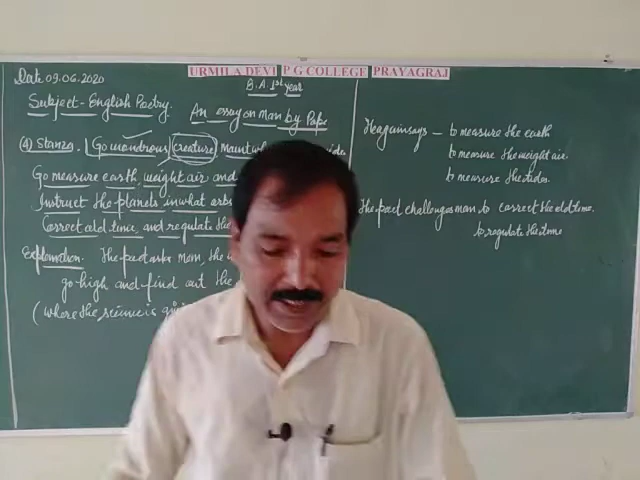 URMILA DEVI P G COLLEGE PRAYAGRAJ
Date 09.06.2020
B.A. 1st year
Subject - English Poetry.
An essay on man by Pope
(4) Stanza. Go wondrous creature mount
Go measure earth, weight air and
Instruct the planets in what orbs
Correct old time, and regulate the
Explanation. The poet asks man, the
go high and find out the
(where the science is
He again says - to measure the earth
to measure the weight air.
to measure the tides
The poet challenges man to correct the old time.
to regulate the time